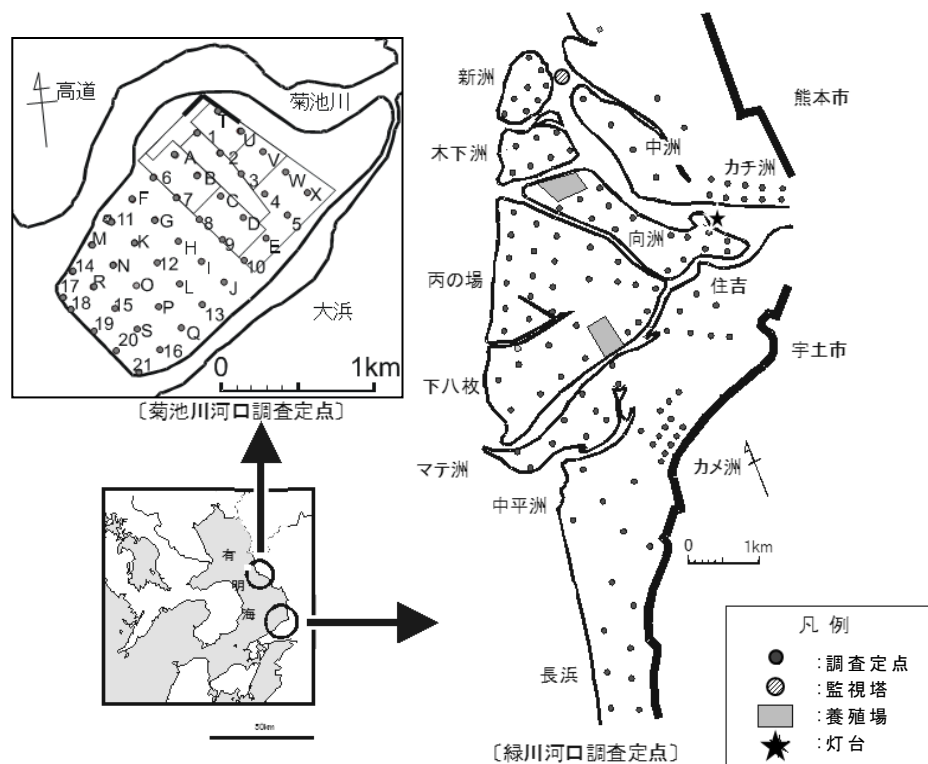 高道
菊池川
T
U
1
2
V
A
3
W
6
B
4
X
F
7
C
5
2
11
G
8
D
M
K
H
9
E
10
14
N
12
I
17
R
O
L
J
18
15
P
13
19
S
Q
20
16
21
大浜
0
1km
〔菊池川河口調査定点〕
有
明
海
50km
新洲
熊本市
木下洲
中洲
カチ洲
向洲
丙の場
住吉
宇土市
下八枚
マテ洲
カメ洲
中平洲
0
1km
長浜
〔緑川河口調査定点〕
凡 例
:調査定点
:監視塔
:養殖場
:灯台